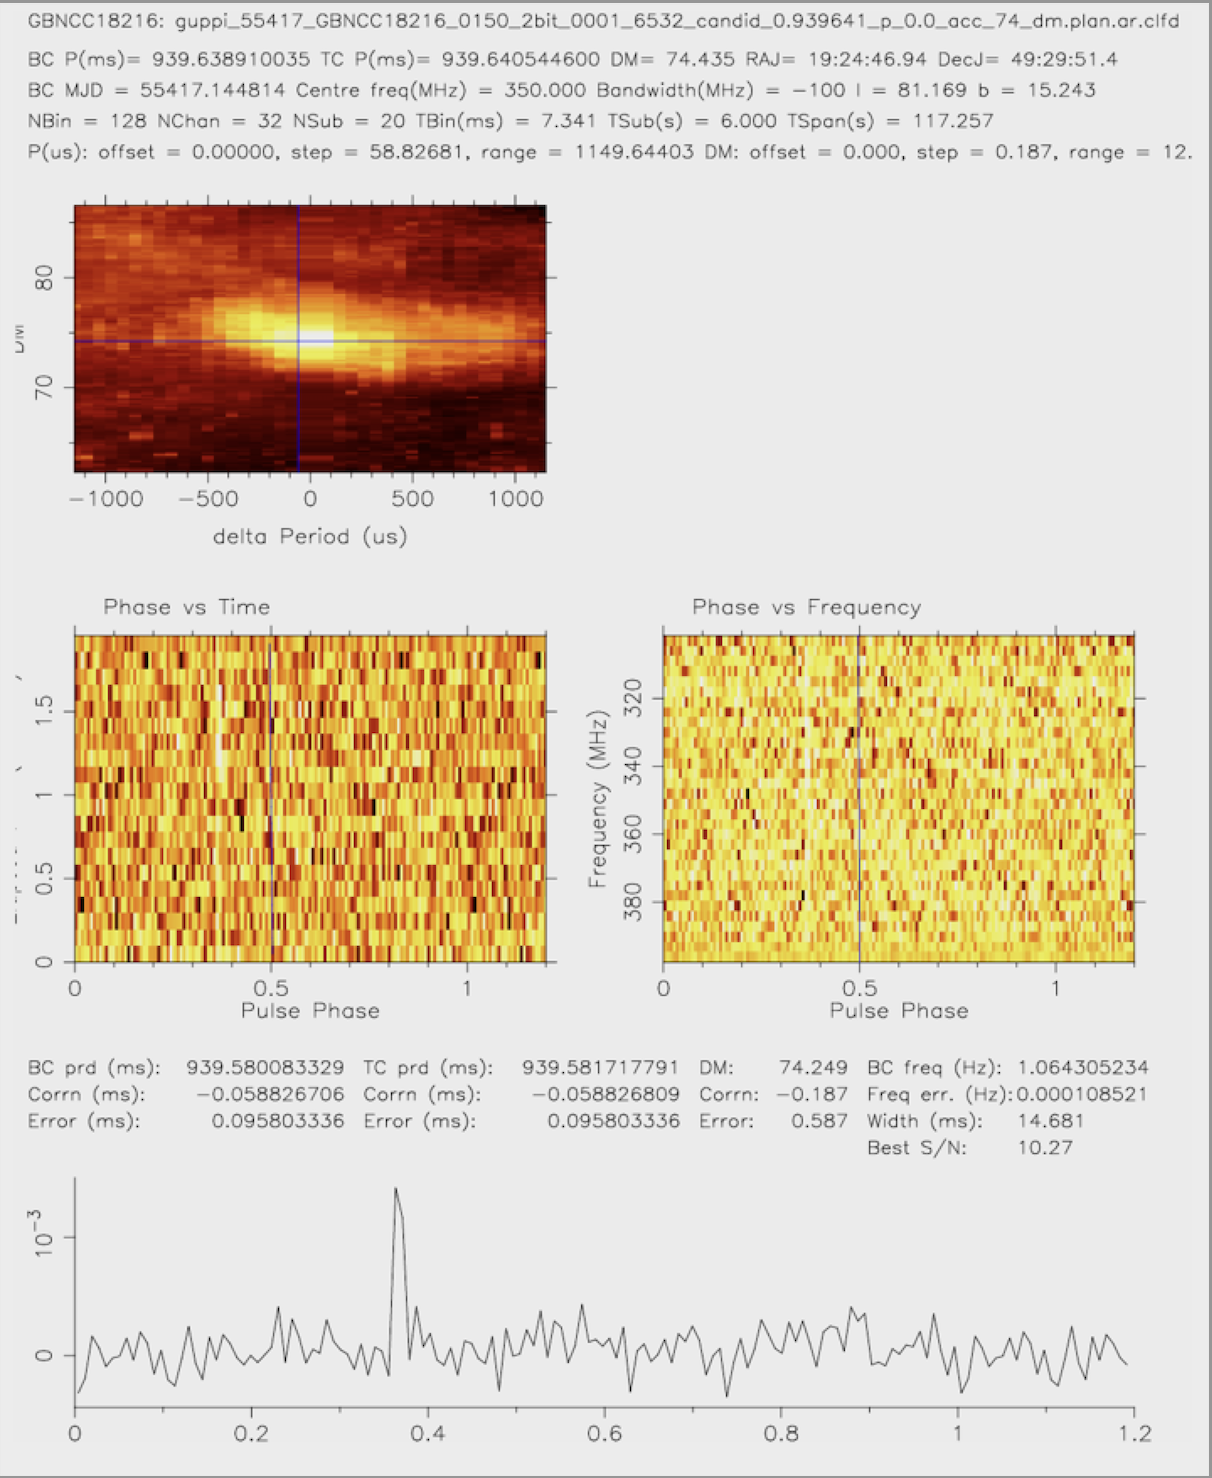 GBNCC18216: guppi_55417_GBNCC18216_0150_2bit_0001_6532_candid_0.939641_p_0.0_acc_74_dm.plan.ar.clfd
BC P(ms)= 939.638910035 TC P(ms)= 939.640544600 DM= 74.435 RAJ= 19:24:46.94 DecJ= 49:29:51.4
BC MJD = 55417.144814 Centre freq(MHz) = 350.000 Bandwidth(MHz) = −100 l = 81.169 b = 15.243
NBin = 128 NChan = 32 NSub = 20 TBin(ms) = 7.341 TSub(s) = 6.000 TSpan(s) = 117.257
P(us): offset = 0.00000, step = 58.82681, range = 1149.64403 DM: offset = 0.000, step = 0.187, range = 12.
80
70
−1000 −500 0 500 1000
delta Period (us)
Phase vs Time
1.5
1
0.5
0
0 0.5 1
Pulse Phase
Phase vs Frequency
Frequency (MHz)
320
340
360
380
0 0.5 1
Pulse Phase
BC prd (ms): 939.580083329 TC prd (ms): 939.581717791 DM: 74.249 BC freq (Hz): 1.064305234
Corrn (ms): −0.058826706 Corrn (ms): −0.058826809 Corrn: −0.187 Freq err. (Hz): 0.000108521
Error (ms): 0.095803336 Error (ms): 0.095803336 Error: 0.587 Width (ms): 14.681
Best S/N: 10.27
10−3
0
0 0.2 0.4 0.6 0.8 1 1.2